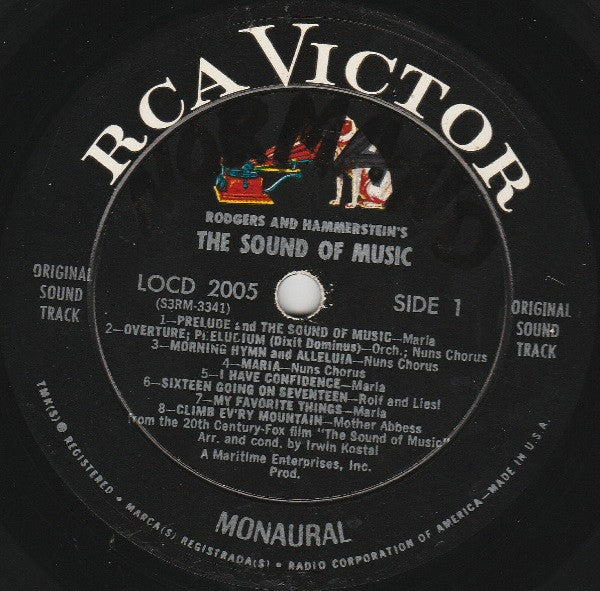 RCA VICTOR
RODGERS AND HAMMERSTEIN'S
THE SOUND OF MUSIC
ORIGINAL
SOUND
TRACK
LOCD 2005
(S3RM-3341)
SIDE 1
ORIGINAL
SOUND
TRACK
1—PRELUDE and THE SOUND OF MUSIC—Maria
2—OVERTURE; PRELUDIUM (Dixit Dominus)—Orch.; Nuns Chorus
3—MORNING HYMN and ALLELUIA—Nuns Chorus
4—MARIA—Nuns Chorus
5—I HAVE CONFIDENCE—Maria
6—SIXTEEN GOING ON SEVENTEEN—Rolf and Liesl
7—MY FAVORITE THINGS—Maria
8—CLIMB EV'RY MOUNTAIN—Mother Abbess
From the 20th Century-Fox film "The Sound of Music"
Arr. and cond. by Irwin Kostal
A Maritime Enterprises, Inc.
Prod.
MONAURAL
TMK(S) ® REGISTERED • MARCA(S) REGISTRADA(S) • RADIO CORPORATION OF AMERICA—MADE IN U.S.A.